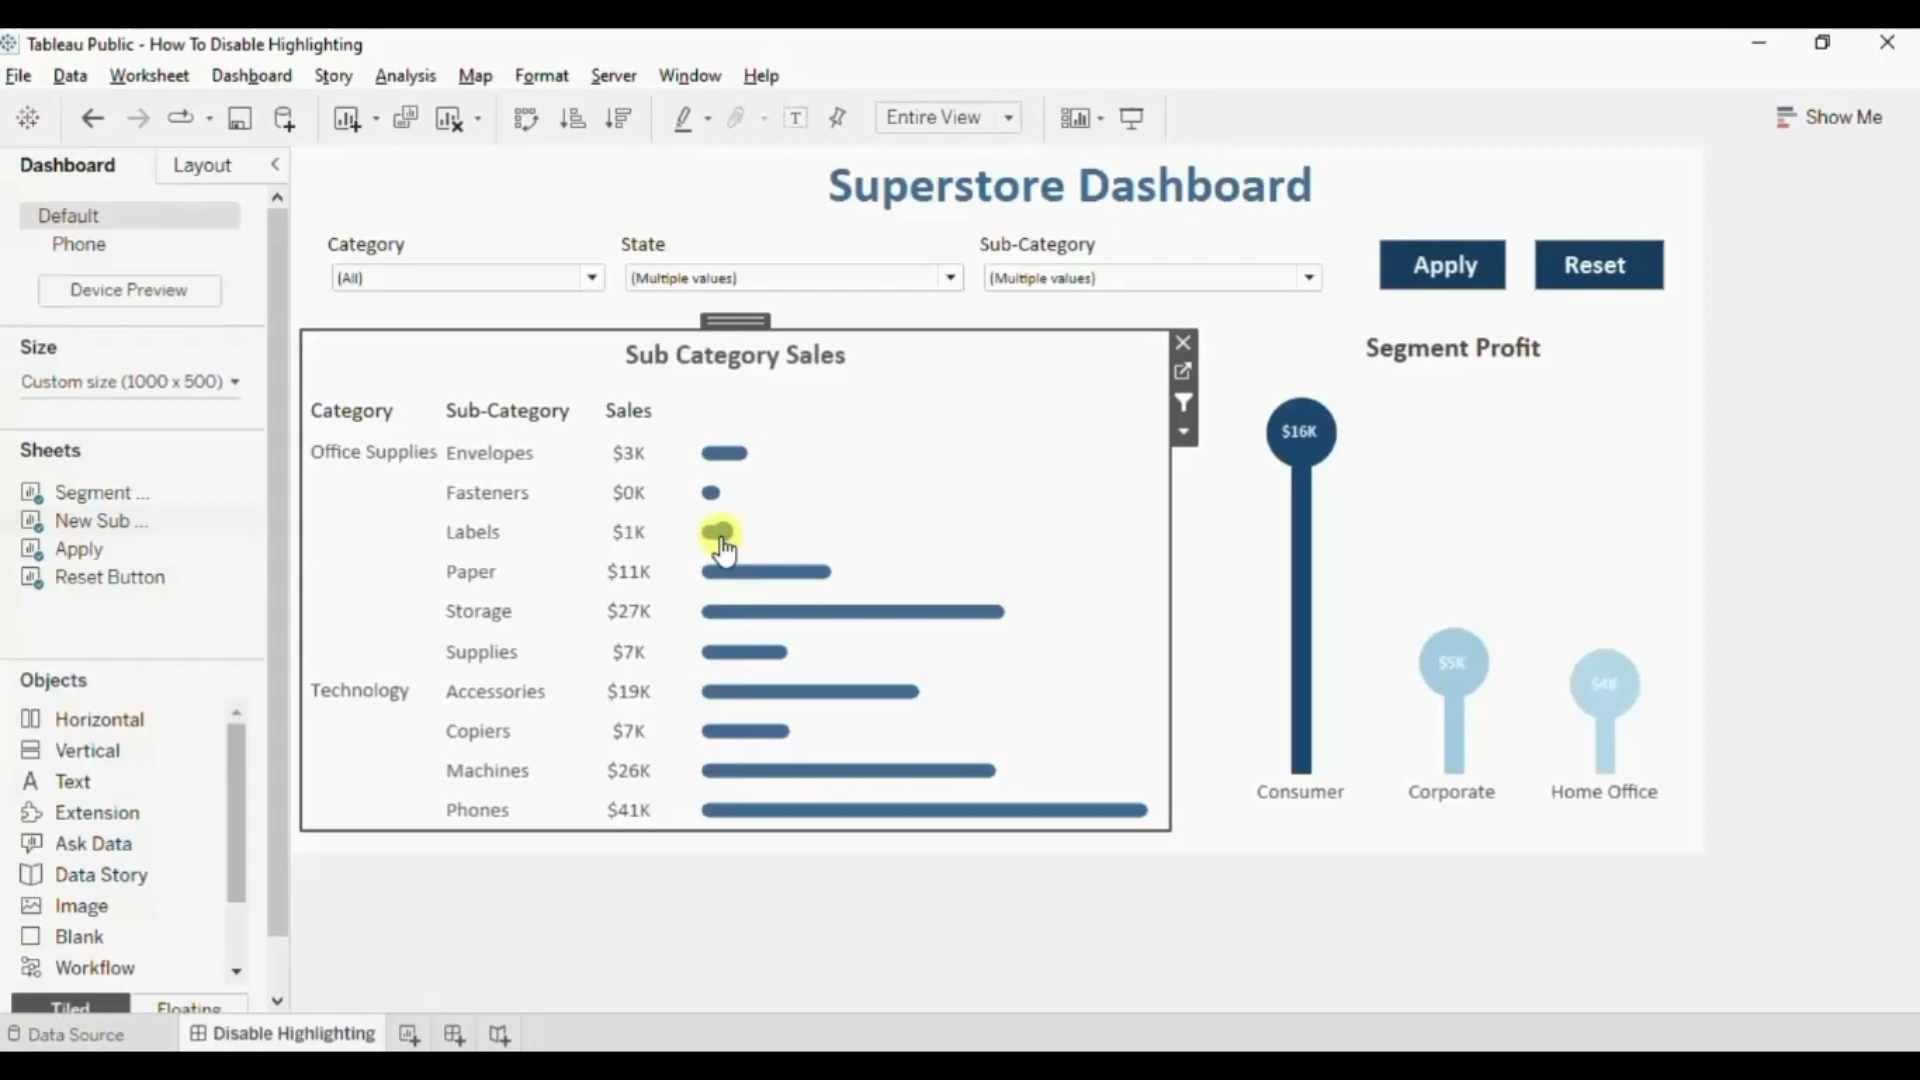 Tableau Public - How To Disable Highlighting
File Data Worksheet Dashboard Story Analysis Map Format Server Window Help
Entire View
Show Me
Dashboard Layout
Default
Phone
Device Preview
Size
Custom size (1000 x 500)
Sheets
Segment ...
New Sub ...
Apply
Reset Button
Objects
Horizontal
Vertical
Text
Extension
Ask Data
Data Story
Image
Blank
Workflow
Tiled Floating
Superstore Dashboard
Category State Sub-Category
(All) (Multiple values) (Multiple values)
Apply Reset
Sub Category Sales
Category Sub-Category Sales
Office Supplies Envelopes $3K
Fasteners $0K
Labels $1K
Paper $11K
Storage $27K
Supplies $7K
Technology Accessories $19K
Copiers $7K
Machines $26K
Phones $41K
Segment Profit
$16K
$5K
$4K
Consumer Corporate Home Office
Data Source Disable Highlighting